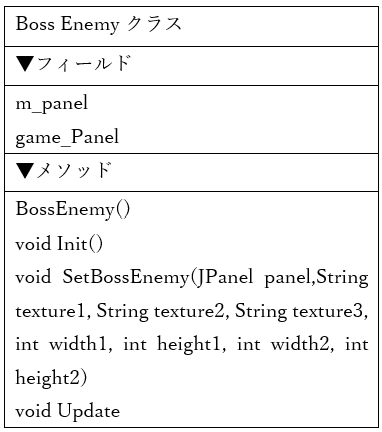 Boss Enemy クラス
▼フィールド
m_panel
game_Panel
▼メソッド
BossEnemy()
void Init()
void SetBossEnemy(JPanel panel,String
texture1, String texture2, String texture3,
int width1, int height1, int width2, int
height2)
void Update